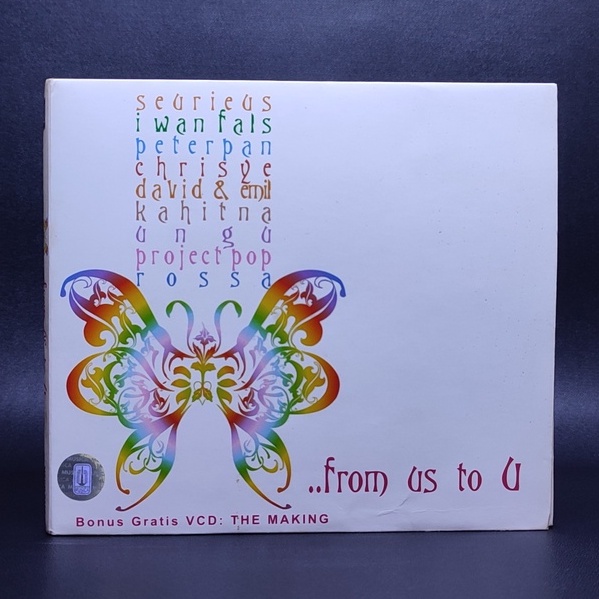 seurieus
iwan fals
peterpan
chrisye
david & emil
kahitna
ungu
project pop
rossa
..from us to U
Bonus Gratis VCD: THE MAKING